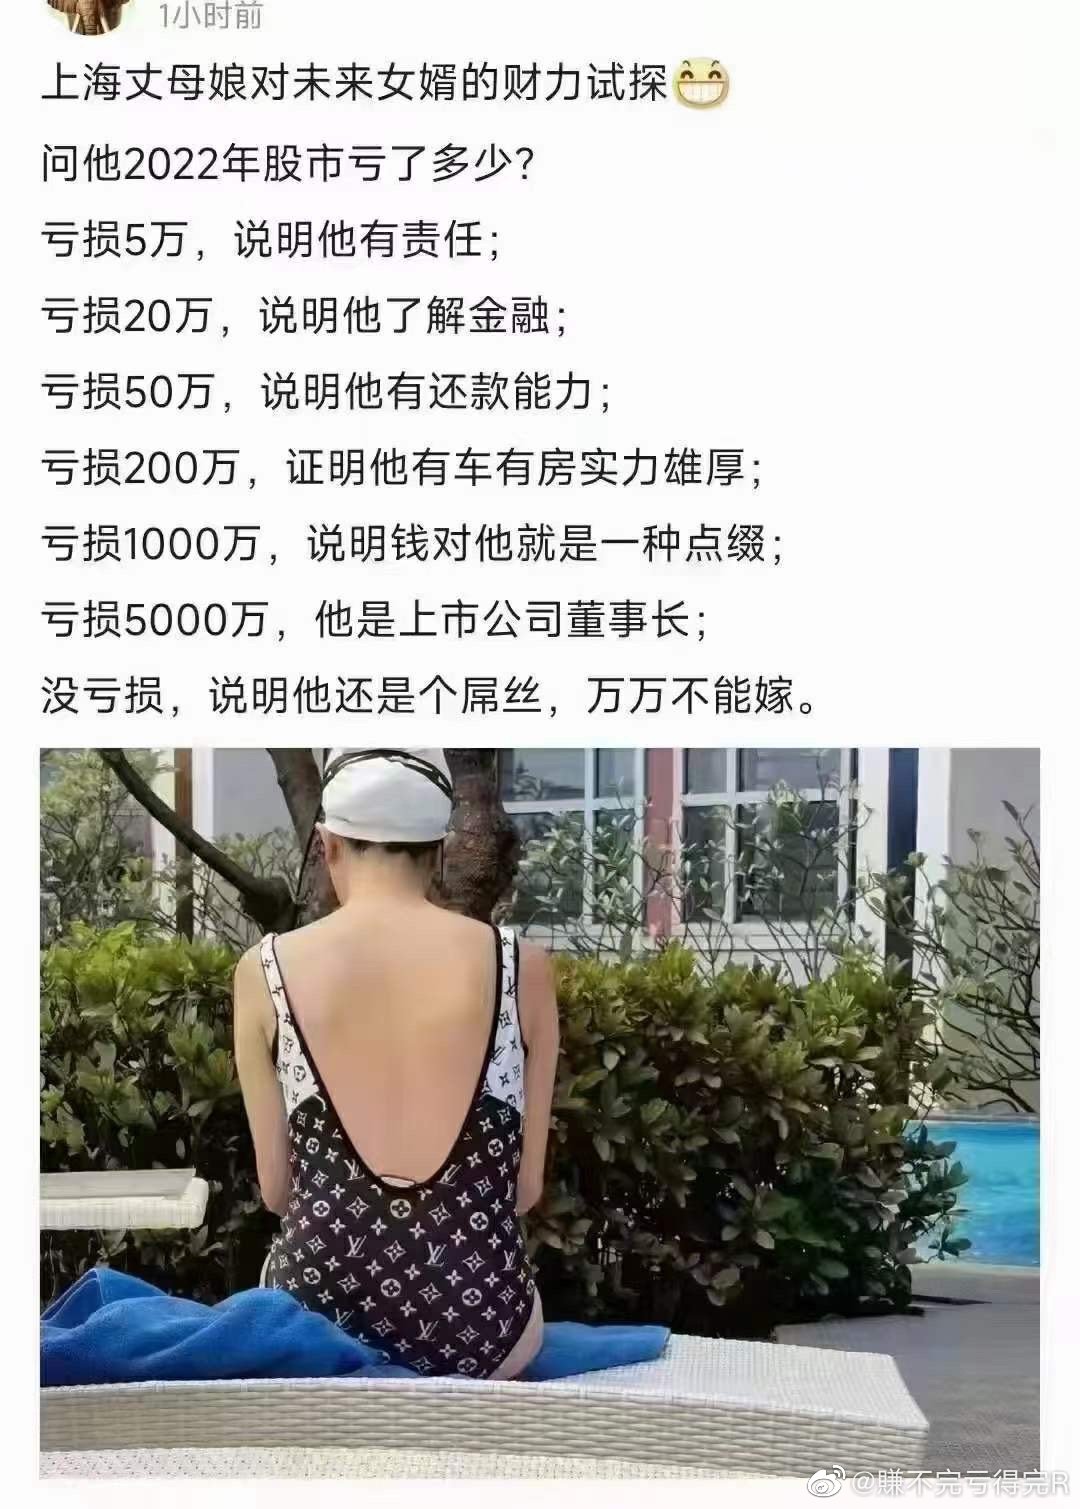 1小时前
上海丈母娘对未来女婿的财力试探
问他2022年股市亏了多少?
亏损5万，说明他有责任；
亏损20万，说明他了解金融；
亏损50万，说明他有还款能力；
亏损200万，证明他有车有房实力雄厚；
亏损1000万，说明钱对他就是一种点缀；
亏损5000万，他是上市公司董事长；
没亏损，说明他还是个屌丝，万万不能嫁。
@赚不完亏得完R